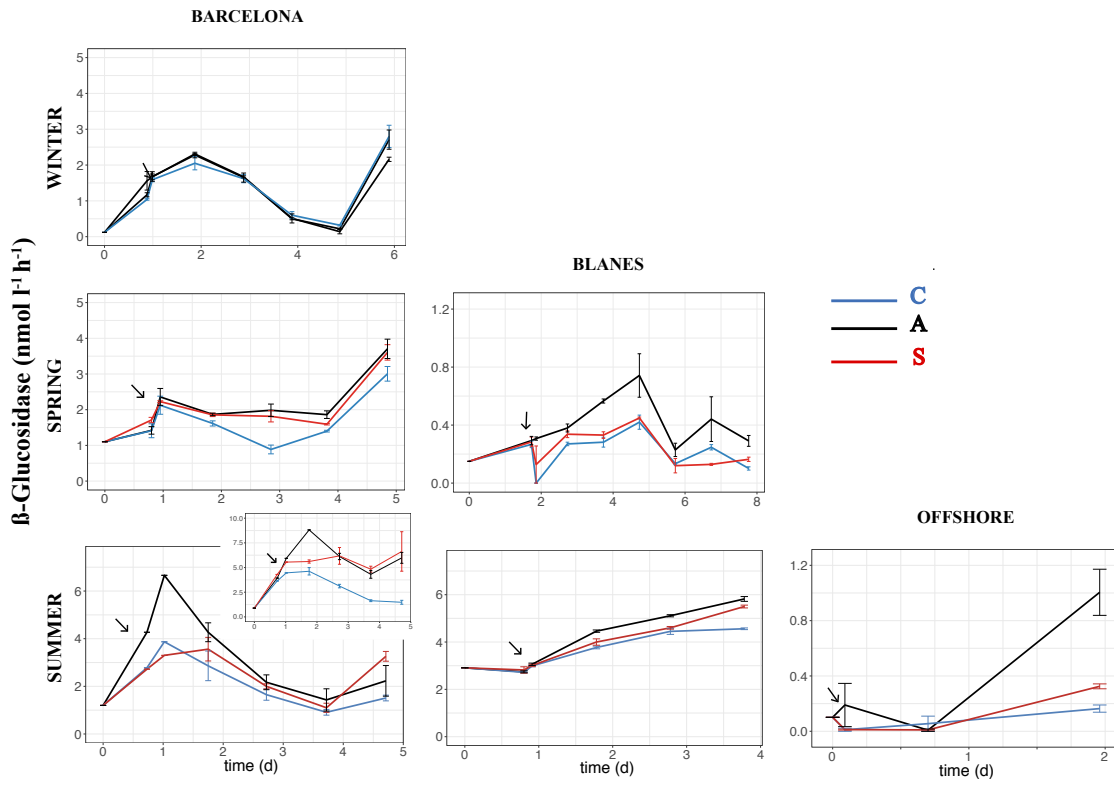 BARCELONA
WINTER
5
4
3
2
1
0
0 2 4 6
ß-Glucosidase (nmol l-1 h-1)
SPRING
5
4
3
2
1
0
0 1 2 3 4 5
BLANES
1.2
0.8
0.4
0.0
0 2 4 6 8
C
A
S
SUMMER
6
4
2
0
0 1 2 3 4 5
time (d)
10.0
7.5
5.0
2.5
0.0
0 1 2 3 4 5
6
4
2
0
0 1 2 3 4
time (d)
OFFSHORE
1.2
0.8
0.4
0.0
0 1 2
time (d)